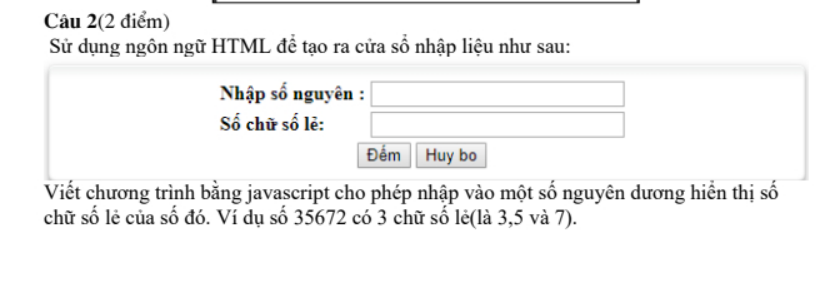 Câu 2(2 điểm)
Sử dụng ngôn ngữ HTML để tạo ra cửa sổ nhập liệu như sau:
Nhập số nguyên :
Số chữ số lẻ:
Đếm Huy bo
Viết chương trình bằng javascript cho phép nhập vào một số nguyên dương hiển thị số
chữ số lẻ của số đó. Ví dụ số 35672 có 3 chữ số lẻ(là 3,5 và 7).